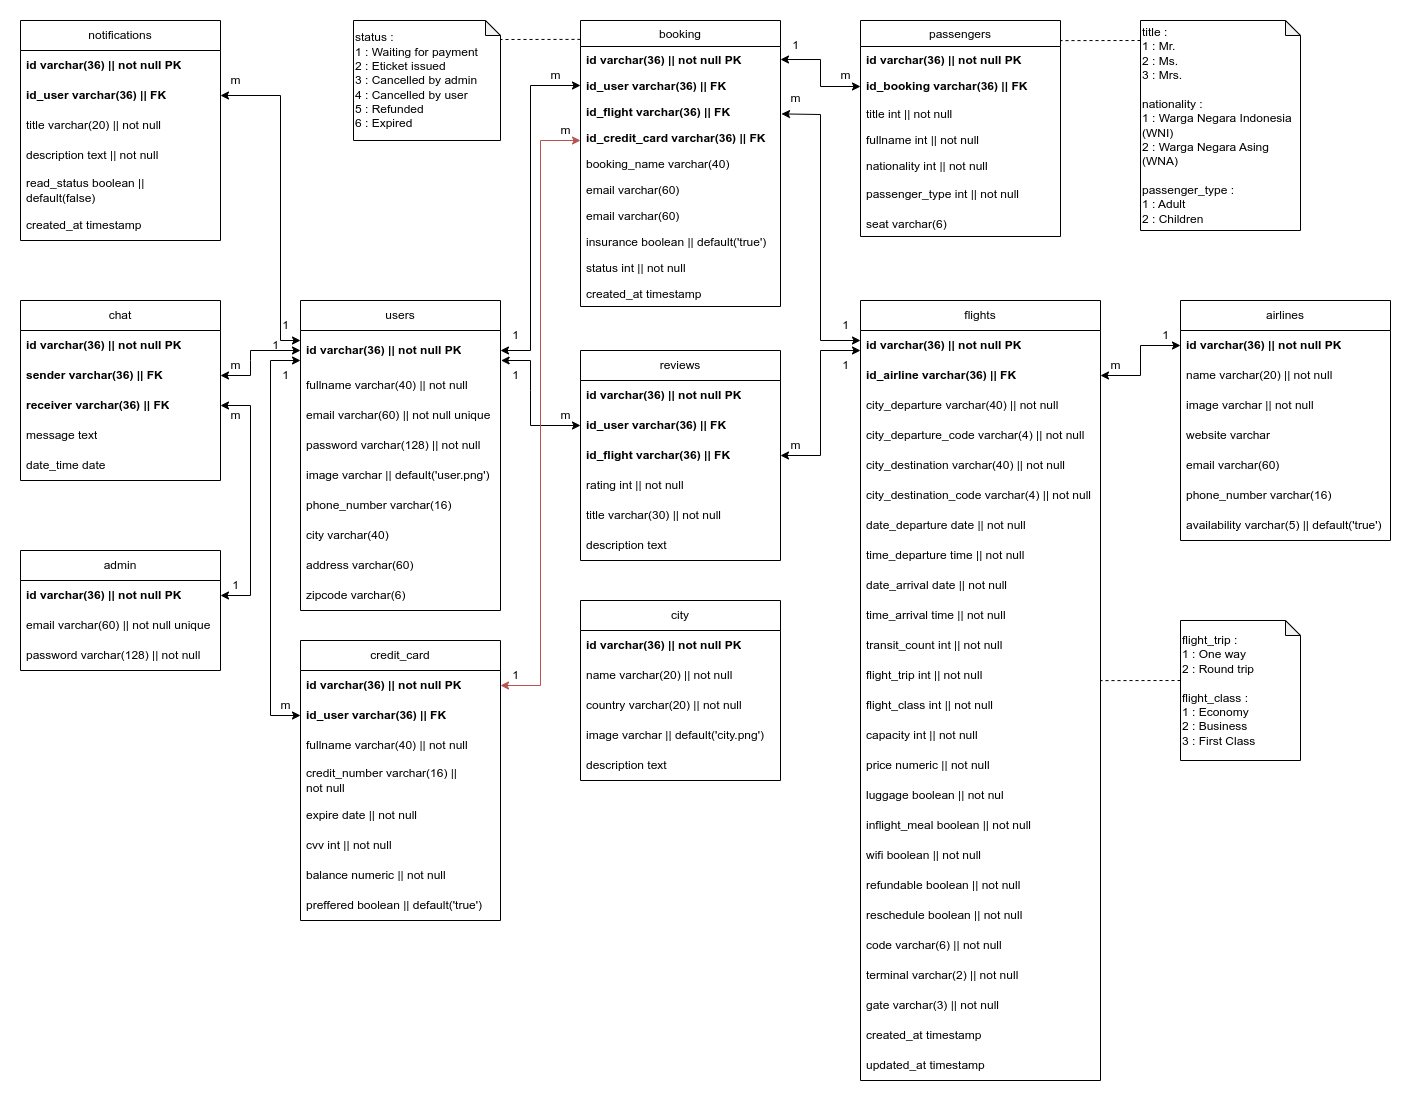 notifications
id varchar(36) || not null PK
id_user varchar(36) || FK
title varchar(20) || not null
description text || not null
read_status boolean ||
default(false)
created_at timestamp
m
status :
1 : Waiting for payment
2 : Eticket issued
3 : Cancelled by admin
4 : Cancelled by user
5 : Refunded
6 : Expired
booking
id varchar(36) || not null PK
id_user varchar(36) || FK
id_flight varchar(36) || FK
id_credit_card varchar(36) || FK
booking_name varchar(40)
email varchar(60)
email varchar(60)
insurance boolean || default('true')
status int || not null
created_at timestamp
m
m
1
m
m
passengers
id varchar(36) || not null PK
id_booking varchar(36) || FK
title int || not null
fullname int || not null
nationality int || not null
passenger_type int || not null
seat varchar(6)
title :
1 : Mr.
2 : Ms.
3 : Mrs.
nationality :
1 : Warga Negara Indonesia
(WNI)
2 : Warga Negara Asing
(WNA)
passenger_type :
1 : Adult
2 : Children
chat
id varchar(36) || not null PK
sender varchar(36) || FK
receiver varchar(36) || FK
message text
date_time date
m
m
1
1
1
users
id varchar(36) || not null PK
fullname varchar(40) || not null
email varchar(60) || not null unique
password varchar(128) || not null
image varchar || default('user.png')
phone_number varchar(16)
city varchar(40)
address varchar(60)
zipcode varchar(6)
1
1
m
reviews
id varchar(36) || not null PK
id_user varchar(36) || FK
id_flight varchar(36) || FK
rating int || not null
title varchar(30) || not null
description text
m
1
1
flights
id varchar(36) || not null PK
id_airline varchar(36) || FK
city_departure varchar(40) || not null
city_departure_code varchar(4) || not null
city_destination varchar(40) || not null
city_destination_code varchar(4) || not null
date_departure date || not null
time_departure time || not null
date_arrival date || not null
time_arrival time || not null
transit_count int || not null
flight_trip int || not null
flight_class int || not null
capacity int || not null
price numeric || not null
luggage boolean || not nul
inflight_meal boolean || not null
wifi boolean || not null
refundable boolean || not null
reschedule boolean || not null
code varchar(6) || not null
terminal varchar(2) || not null
gate varchar(3) || not null
created_at timestamp
updated_at timestamp
m
1
airlines
id varchar(36) || not null PK
name varchar(20) || not null
image varchar || not null
website varchar
email varchar(60)
phone_number varchar(16)
availability varchar(5) || default('true')
admin
id varchar(36) || not null PK
email varchar(60) || not null unique
password varchar(128) || not null
1
m
credit_card
id varchar(36) || not null PK
id_user varchar(36) || FK
fullname varchar(40) || not null
credit_number varchar(16) ||
not null
expire date || not null
cvv int || not null
balance numeric || not null
preffered boolean || default('true')
1
city
id varchar(36) || not null PK
name varchar(20) || not null
country varchar(20) || not null
image varchar || default('city.png')
description text
flight_trip :
1 : One way
2 : Round trip
flight_class :
1 : Economy
2 : Business
3 : First Class